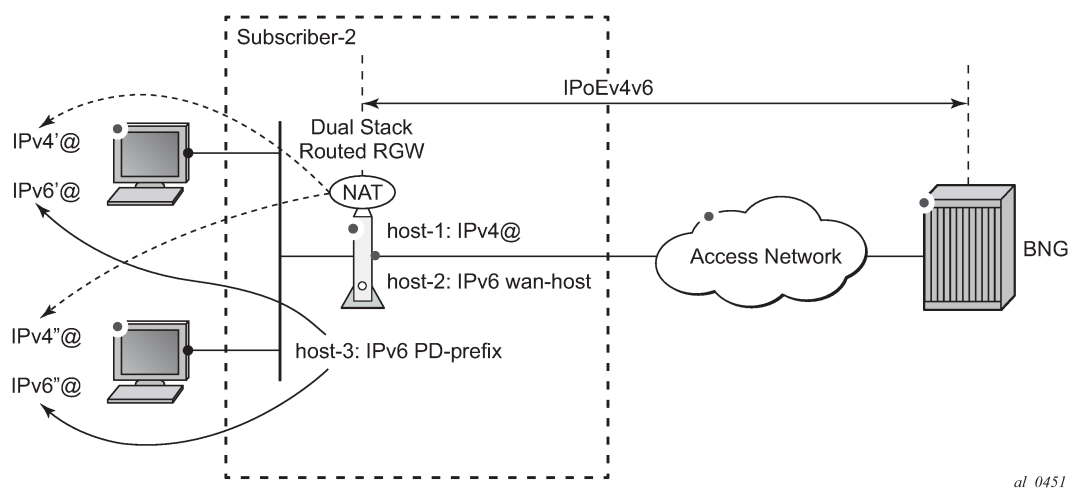 Subscriber-2
IPoEv4v6
Dual Stack
Routed RGW
IPv4’@
IPv6’@
NAT
host-1: IPv4@
Access Network
BNG
host-2: IPv6 wan-host
IPv4”@
host-3: IPv6 PD-prefix
IPv6”@
al_0451